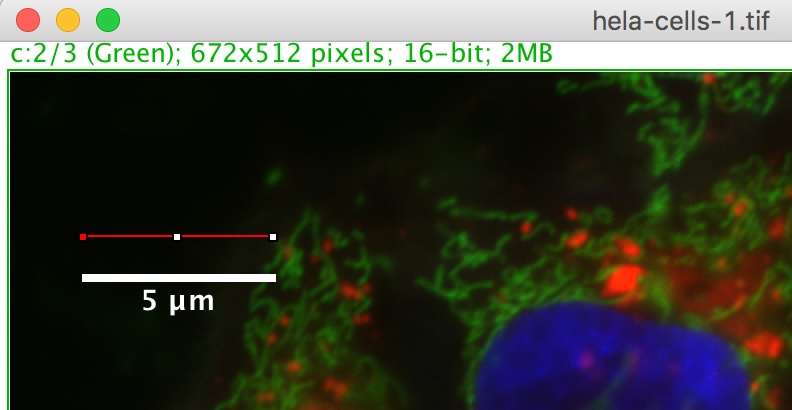 hela-cells-1.tif
c:2/3 (Green); 672x512 pixels; 16-bit; 2MB
5 µm